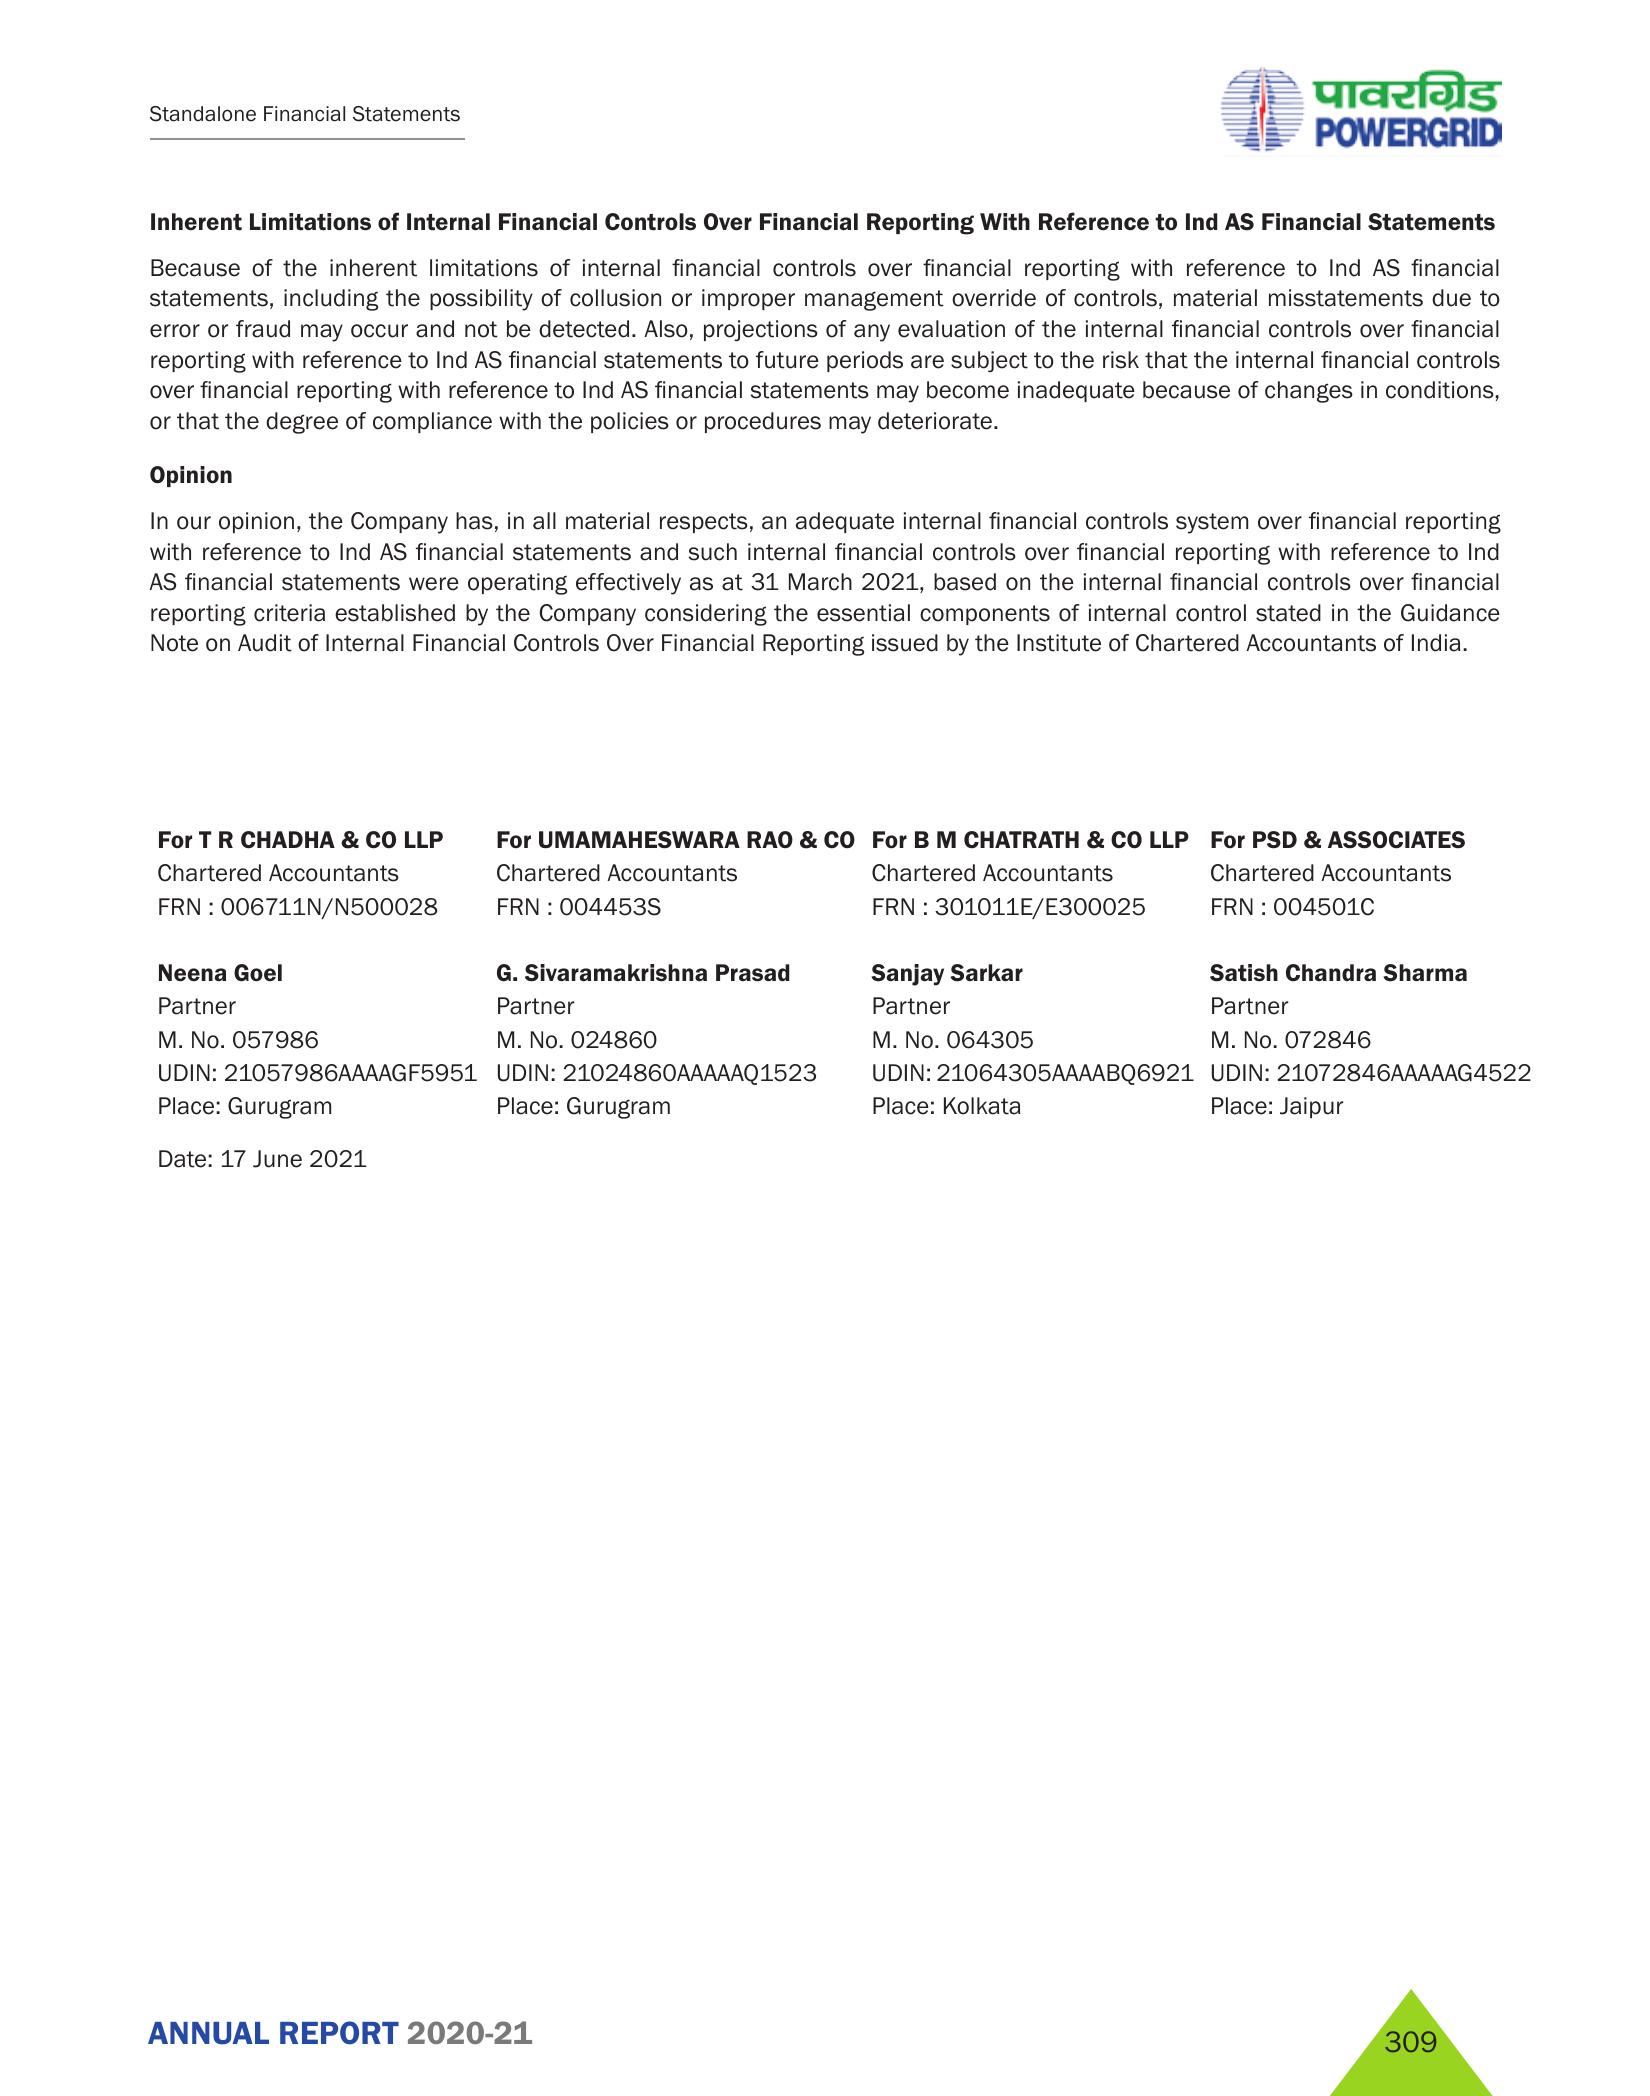 Standalone Financial Statements
पावरग्रिड
POWERGRID
Inherent Limitations of Internal Financial Controls Over Financial Reporting With Reference to Ind AS Financial Statements
Because of the inherent limitations of internal financial controls over financial reporting with reference to Ind AS financial
statements, including the possibility of collusion or improper management override of controls, material misstatements due to
error or fraud may occur and not be detected. Also, projections of any evaluation of the internal financial controls over financial
reporting with reference to Ind AS financial statements to future periods are subject to the risk that the internal financial controls
over financial reporting with reference to Ind AS financial statements may become inadequate because of changes in conditions,
or that the degree of compliance with the policies or procedures may deteriorate.
Opinion
In our opinion, the Company has, in all material respects, an adequate internal financial controls system over financial reporting
with reference to Ind AS financial statements and such internal financial controls over financial reporting with reference to Ind
AS financial statements were operating effectively as at 31 March 2021, based on the internal financial controls over financial
reporting criteria established by the Company considering the essential components of internal control stated in the Guidance
Note on Audit of Internal Financial Controls Over Financial Reporting issued by the Institute of Chartered Accountants of India.
For T R CHADHA & CO LLP For UMAMAHESWARA RAO & CO For B M CHATRATH & CO LLP For PSD & ASSOCIATES
Chartered Accountants Chartered Accountants Chartered Accountants Chartered Accountants
FRN : 006711N/N500028 FRN : 004453S FRN : 301011E/E300025 FRN : 004501C
Neena Goel G. Sivaramakrishna Prasad Sanjay Sarkar Satish Chandra Sharma
Partner Partner Partner Partner
M. No. 057986 M. No. 024860 M. No. 064305 M. No. 072846
UDIN: 21057986AAAAGF5951 UDIN: 21024860AAAAAQ1523 UDIN: 21064305AAAABQ6921 UDIN: 21072846AAAAAG4522
Place: Gurugram Place: Gurugram Place: Kolkata Place: Jaipur
Date: 17 June 2021
ANNUAL REPORT 2020-21
309